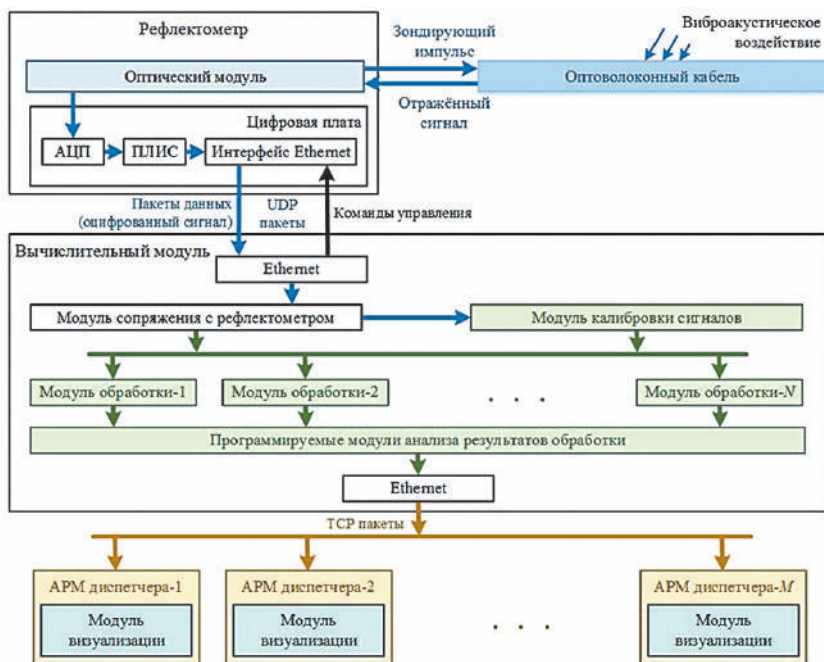 Рефлектометр
Зондирующий
импульс
Виброакустическое
воздействие
Оптический модуль
Оптоволоконный кабель
Отражённый
сигнал
Цифровая плата
АЦП
ПЛИС
Интерфейс Ethernet
Пакеты данных
(оцифрованный сигнал)
UDP
пакеты
Команды управления
Вычислительный модуль
Ethernet
Модуль сопряжения с рефлектометром
Модуль калибровки сигналов
Модуль обработки-1
Модуль обработки-2
. . .
Модуль обработки-N
Программируемые модули анализа результатов обработки
Ethernet
TCP пакеты
АРМ диспетчера-1
АРМ диспетчера-2
АРМ диспетчера-M
Модуль
визуализации
Модуль
визуализации
. . .
Модуль
визуализации